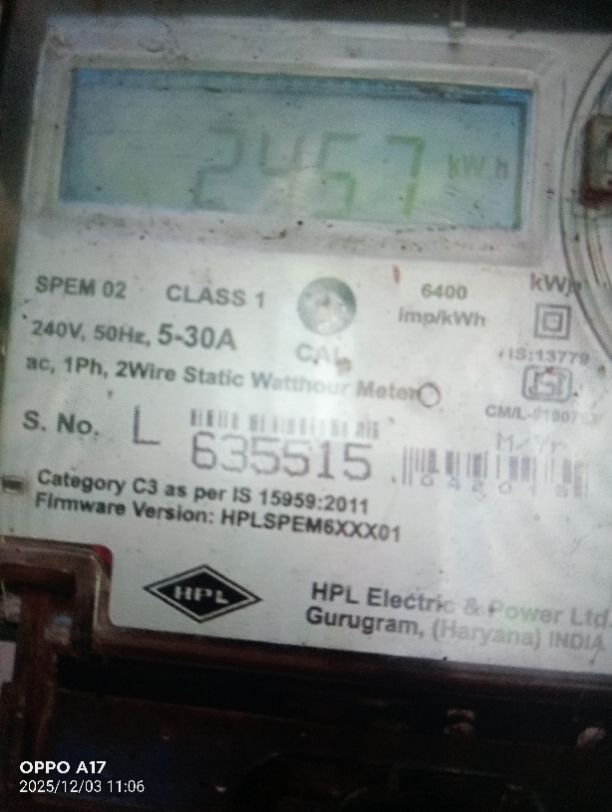 2457 kWh
SPEM 02 CLASS 1
6400 imp/kWh
kWh
240V, 50Hz, 5-30A
CAL
IS:13779
ac, 1Ph, 2Wire Static Watthour Meter
ISI
S. No. L 635515
M/Yr
Category C3 as per IS 15959:2011
Firmware Version: HPLSPEM6XXX01
HPL
HPL Electric & Power Ltd.
Gurugram, (Haryana) INDIA
OPPO A17
2025/12/03 11:06